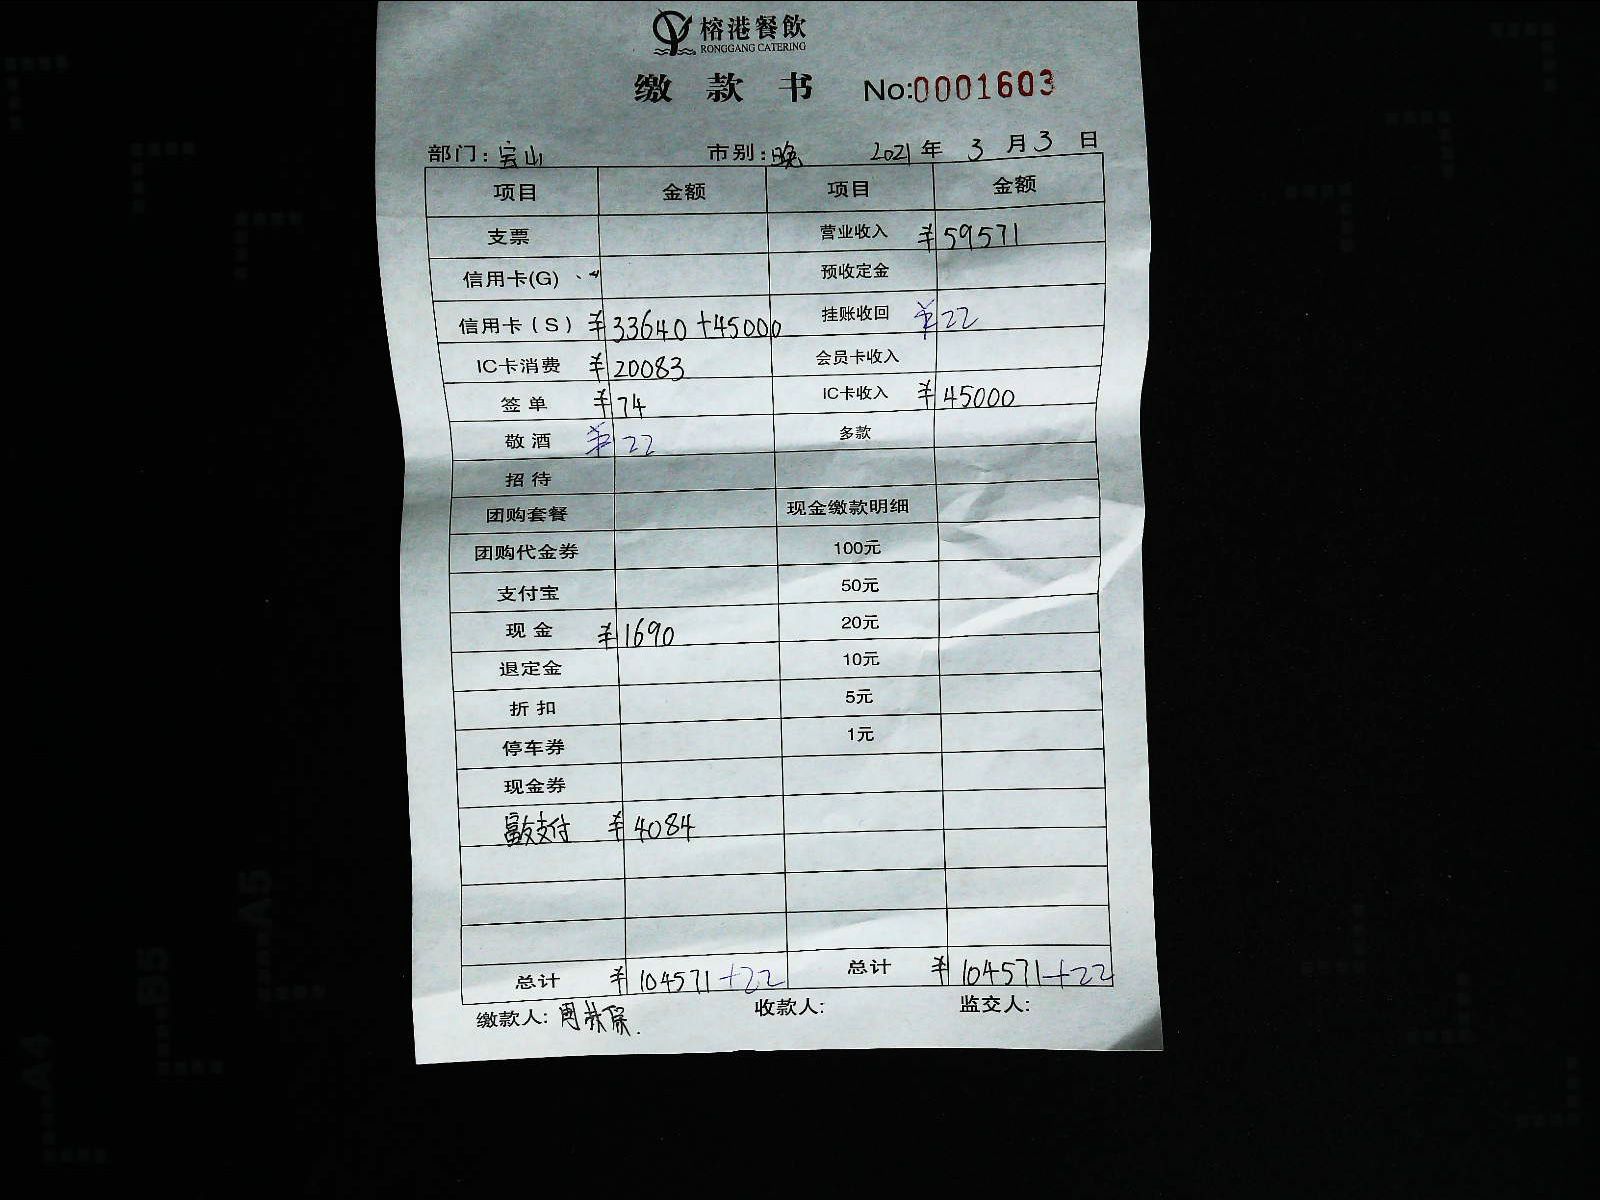 榕港餐飲
RONGGANG CATERING
缴款书 No:0001603
部门:宝山 市别:晚 2021年3月3日
项目 金额 项目 金额
支票 营业收入 ¥59571
信用卡(G) 预收定金
信用卡(S) ¥33640+45000 挂账收回 ¥22
IC卡消费 ¥20083 会员卡收入
签单 ¥74 IC卡收入 ¥45000
敬酒 ¥22 多款
招待
团购套餐 现金缴款明细
团购代金券 100元
支付宝 50元
现金 ¥1690 20元
退定金 10元
折扣 5元
停车券 1元
现金券
支付 ¥4084
总计 ¥104571+22 总计 ¥104571+22
缴款人:周 收款人: 监交人: